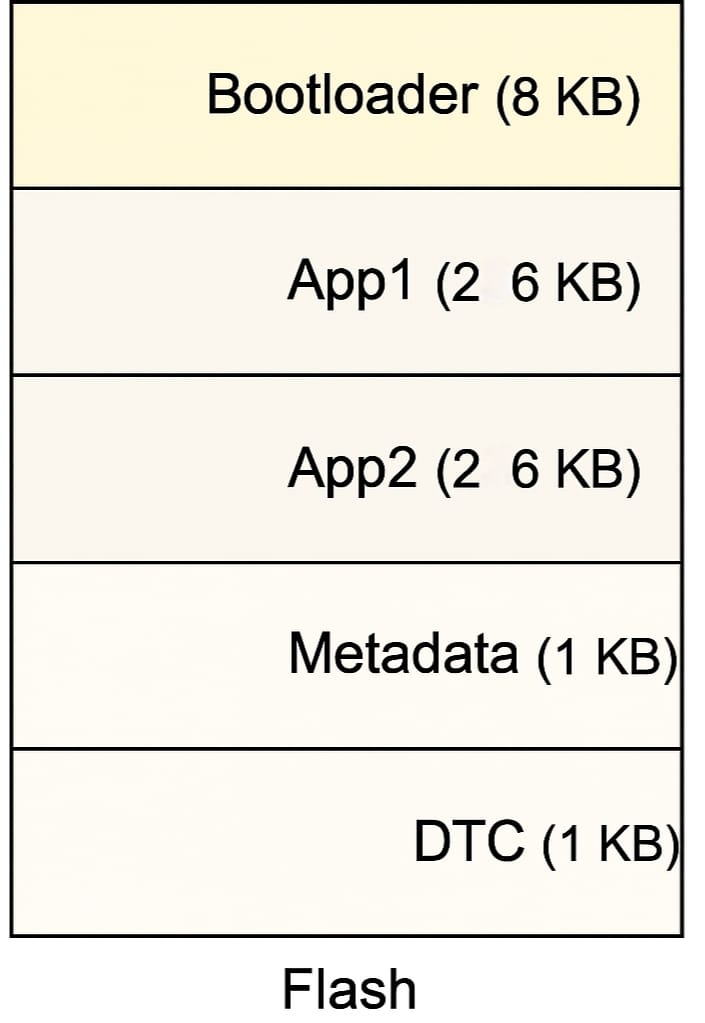 Bootloader (8 KB)
App1 (2 6 KB)
App2 (2 6 KB)
Metadata (1 KB)
DTC (1 KB)
Flash